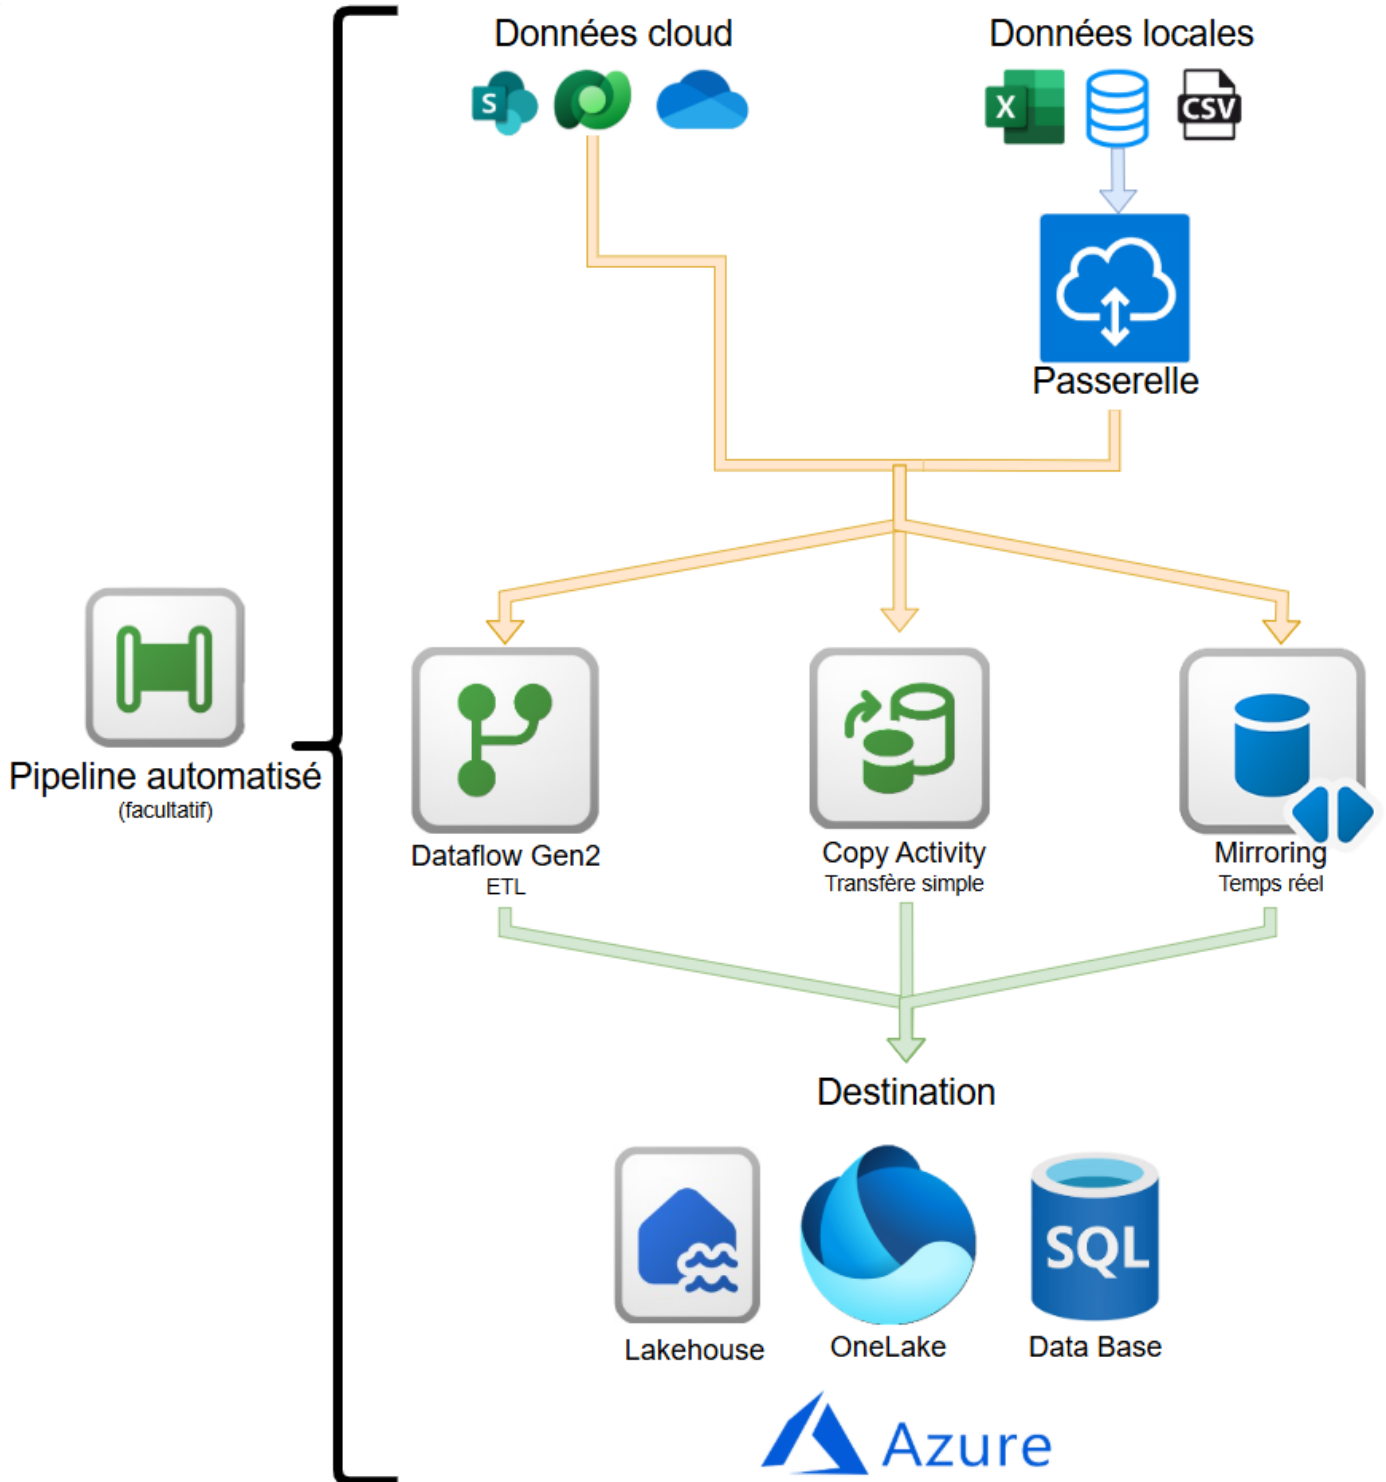 Données cloud
Données locales
S
X
CSV
Passerelle
Pipeline automatisé
(facultatif)
Dataflow Gen2
ETL
Copy Activity
Transfère simple
Mirroring
Temps réel
Destination
SQL
Lakehouse
OneLake
Data Base
Azure